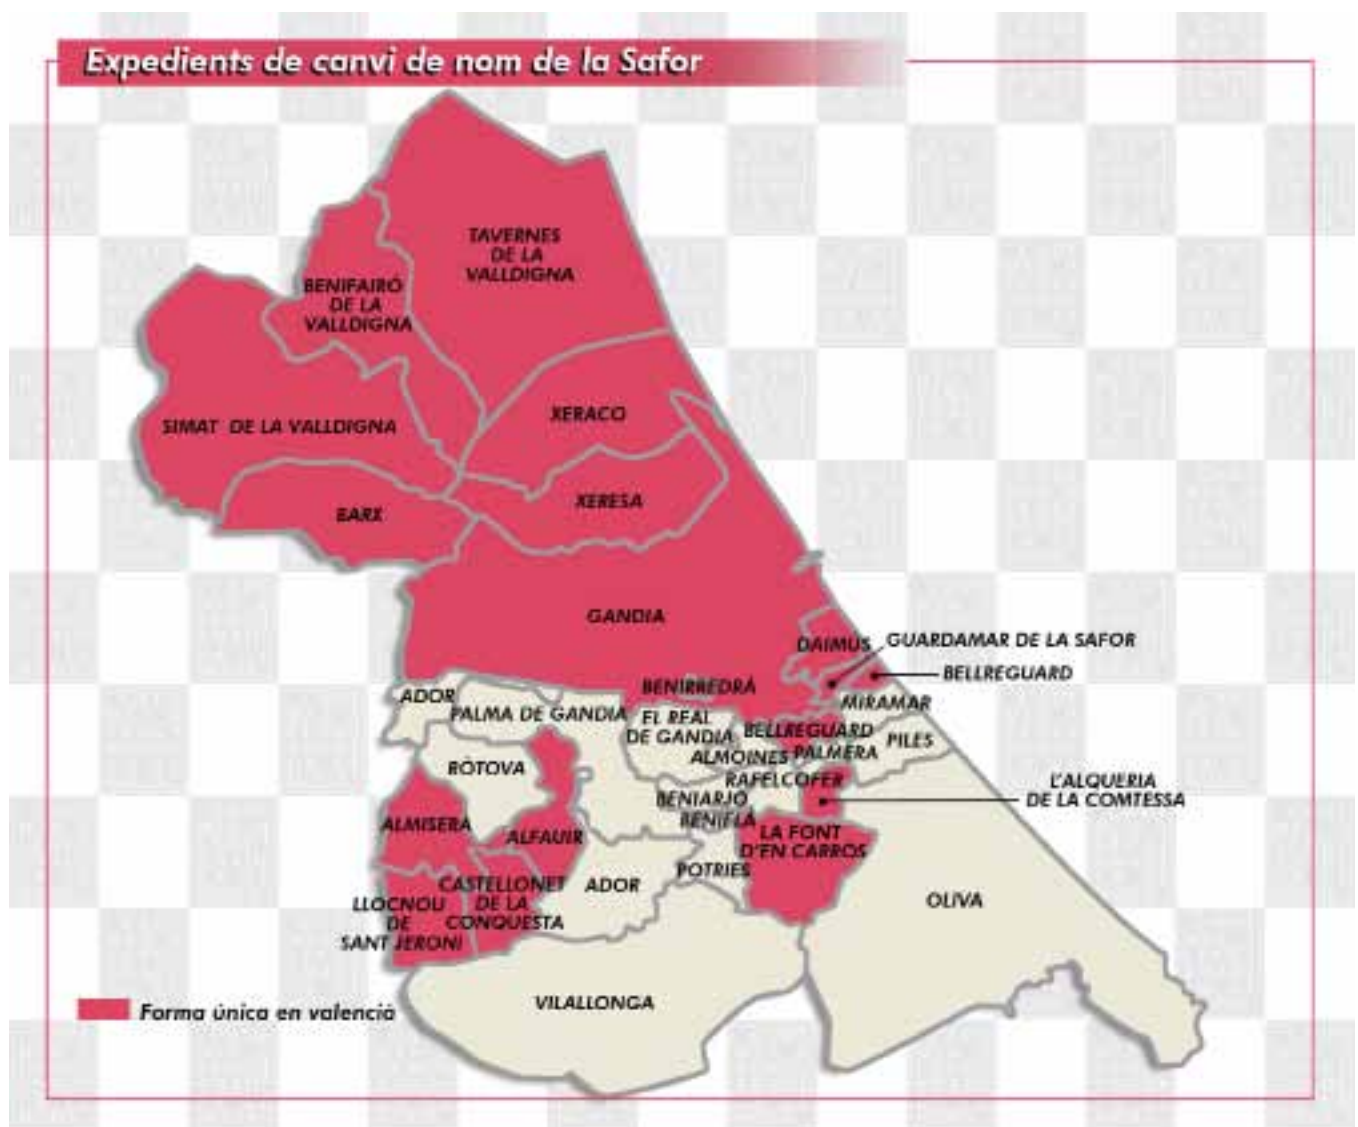 Expedients de canvi de nom de la Safor
TAVERNES
DE LA
VALLDIGNA
BENIFAIRÓ
DE LA
VALLDIGNA
XERACO
SIMAT DE LA VALLDIGNA
XERESA
BARX
GANDIA
DAIMÚS
GUARDAMAR DE LA SAFOR
BELLREGUARD
BENIRREDRÀ
ADOR
MIRAMAR
PALMA DE GANDIA
EL REAL
DE GANDIA
BELLREGUARD
PILES
ALMOINES
PALMERA
RÒTOVA
RAFELCOFER
L'ALQUERIA
DE LA COMTESSA
BENIARJÓ
BENIFLÀ
ALMISERÀ
ALFAUIR
LA FONT
D'EN CARRÒS
POTRIES
CASTELLONET
DE LA
CONQUESTA
ADOR
LLOCNOU
DE
SANT JERONI
OLIVA
VILALLONGA
Forma única en valencià